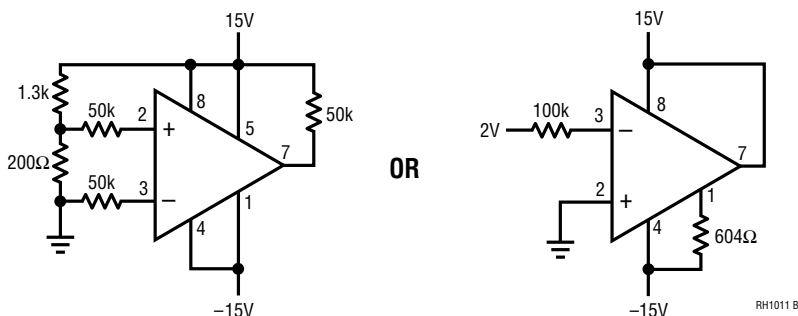 15V
1.3k
50k
2
8
5
50k
7
200Ω
50k
3
1
4
–15V
OR
15V
8
100k
3
2V
7
2
1
4
604Ω
–15V
RH1011 B
+
–
–
+